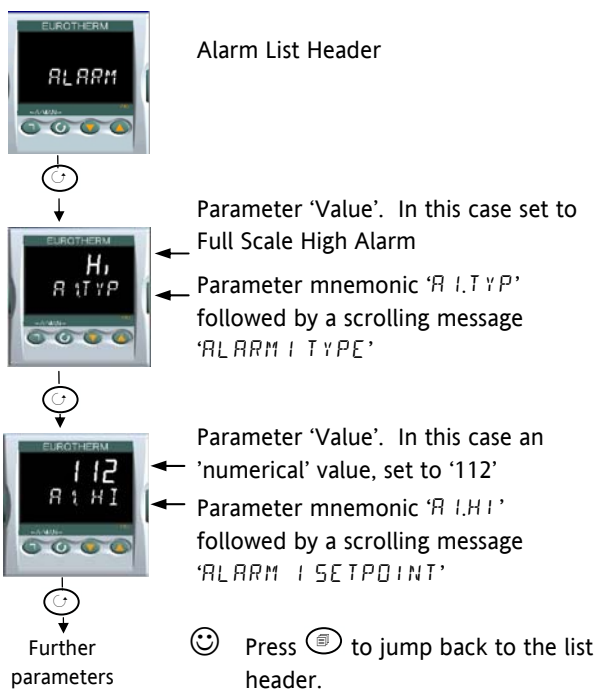 EUROTHERM
ALARM
Alarm List Header
EUROTHERM
Hi
A1.TYP
Parameter ‘Value’. In this case set to
Full Scale High Alarm
Parameter mnemonic ‘A1.TYP’
followed by a scrolling message
‘ALARM 1 TYPE’
EUROTHERM
112
A1.HI
Parameter ‘Value’. In this case an
’numerical’ value, set to ‘112’
Parameter mnemonic ‘A1.HI’
followed by a scrolling message
‘ALARM 1 SETPOINT’
Further
parameters
Press to jump back to the list
header.